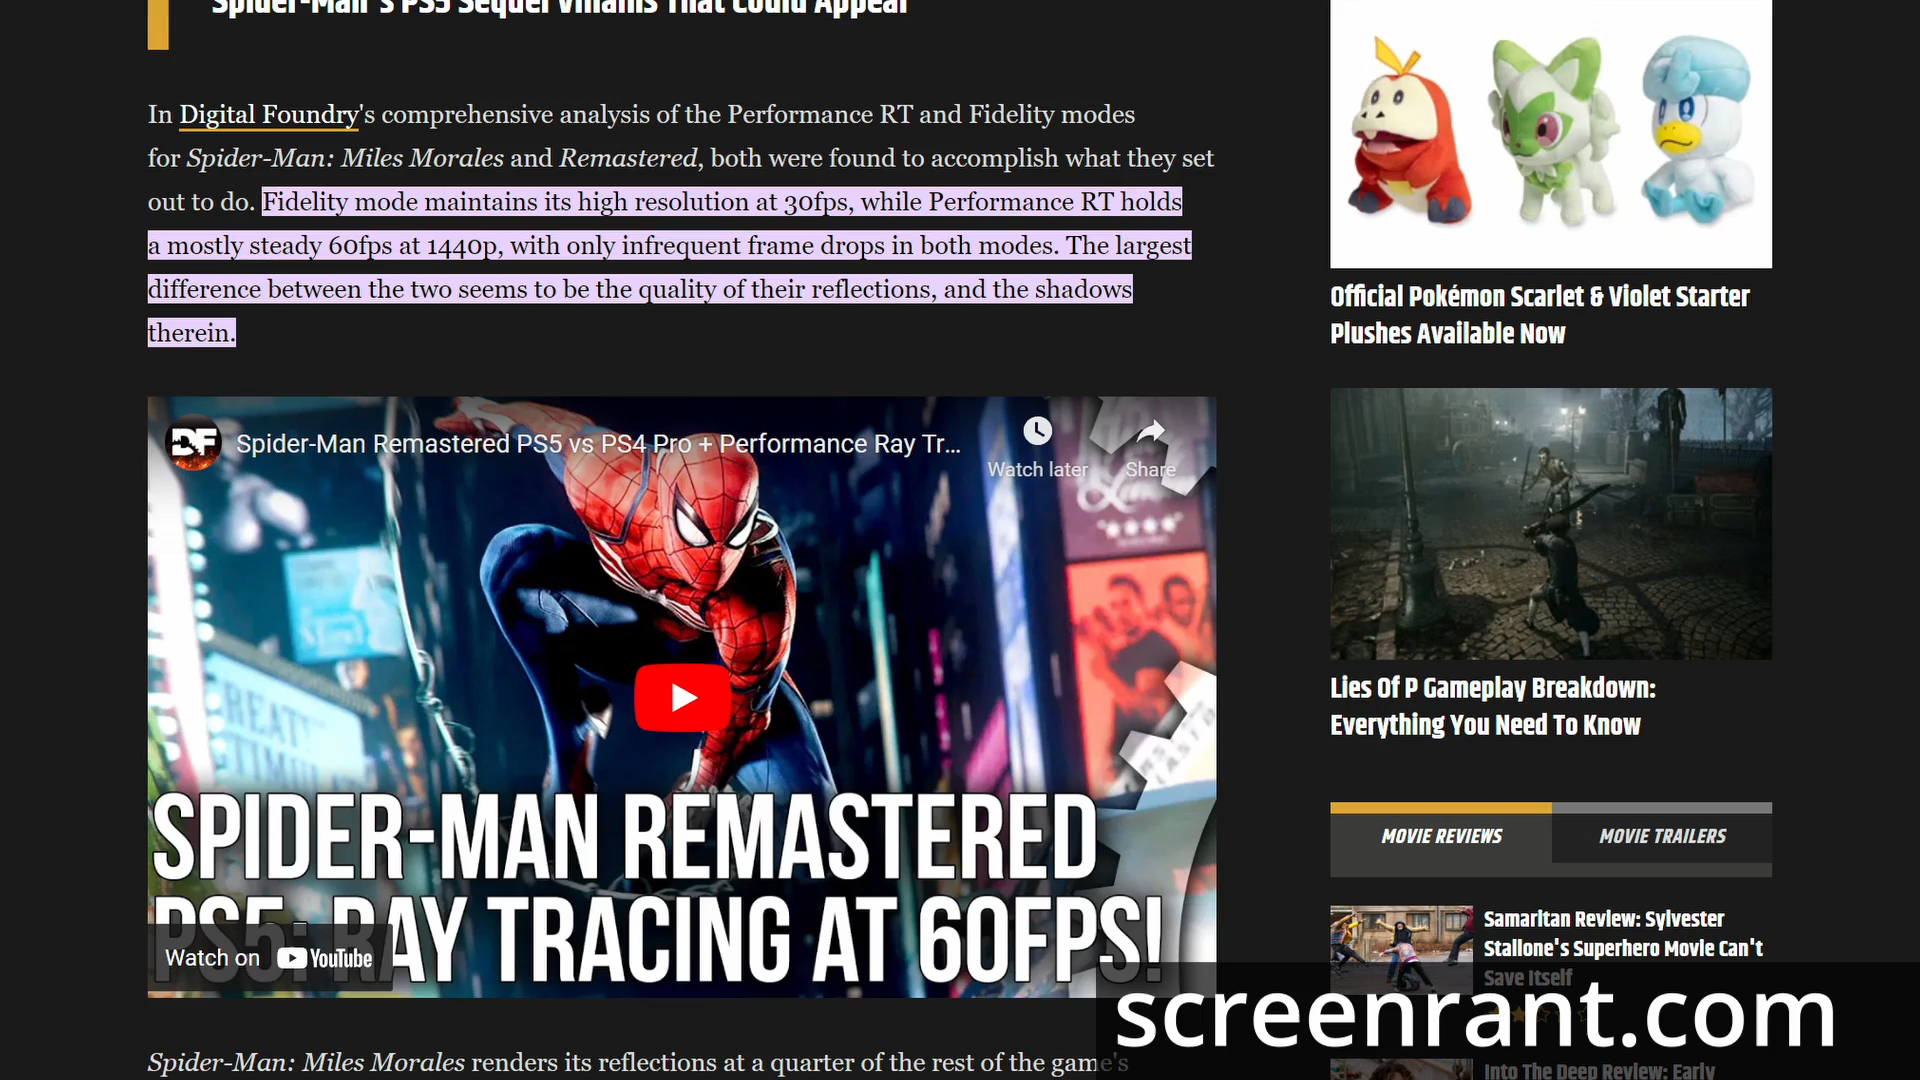 Spider-Man's PS5 Sequel Villains That Could Appear
In Digital Foundry's comprehensive analysis of the Performance RT and Fidelity modes
for Spider-Man: Miles Morales and Remastered, both were found to accomplish what they set
out to do. Fidelity mode maintains its high resolution at 30fps, while Performance RT holds
a mostly steady 60fps at 1440p, with only infrequent frame drops in both modes. The largest
difference between the two seems to be the quality of their reflections, and the shadows
therein.
DF
Spider-Man Remastered PS5 vs PS4 Pro + Performance Ray Tr...
Watch later
Share
SPIDER-MAN REMASTERED
PS5: RAY TRACING AT 60FPS!
Watch on YouTube
Spider-Man: Miles Morales renders its reflections at a quarter of the rest of the game's
Official Pokémon Scarlet & Violet Starter
Plushes Available Now
Lies Of P Gameplay Breakdown:
Everything You Need To Know
MOVIE REVIEWS
MOVIE TRAILERS
Samaritan Review: Sylvester
Stallone's Superhero Movie Can't
Save Itself
Into The Deep Review: Early
screenrant.com